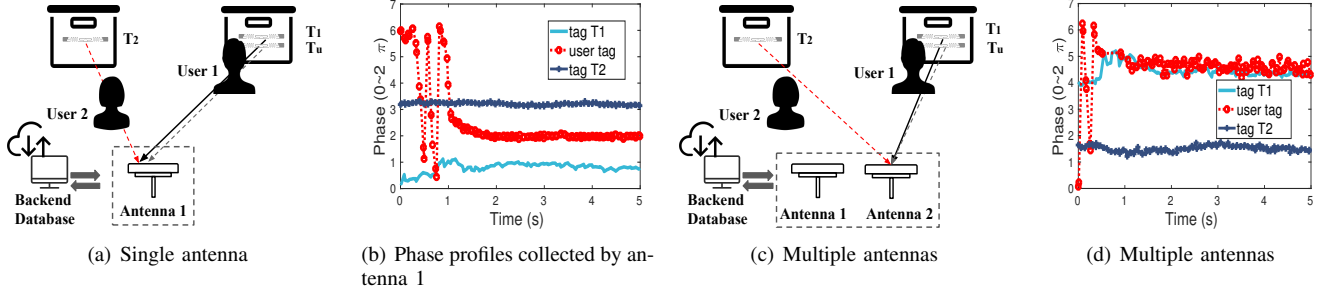 T2
T1
Tu
User 1
User 2
Backend
Database
Antenna 1
(a) Single antenna
7
6
5
4
3
2
1
0
0 1 2 3 4 5
Phase (0~2 π)
Time (s)
tag T1
user tag
tag T2
(b) Phase profiles collected by an-
tenna 1
T2
T1
Tu
User 1
User 2
Backend
Database
Antenna 1 Antenna 2
(c) Multiple antennas
7
6
5
4
3
2
1
0
0 1 2 3 4 5
Phase (0~2 π)
Time (s)
tag T1
user tag
tag T2
(d) Multiple antennas